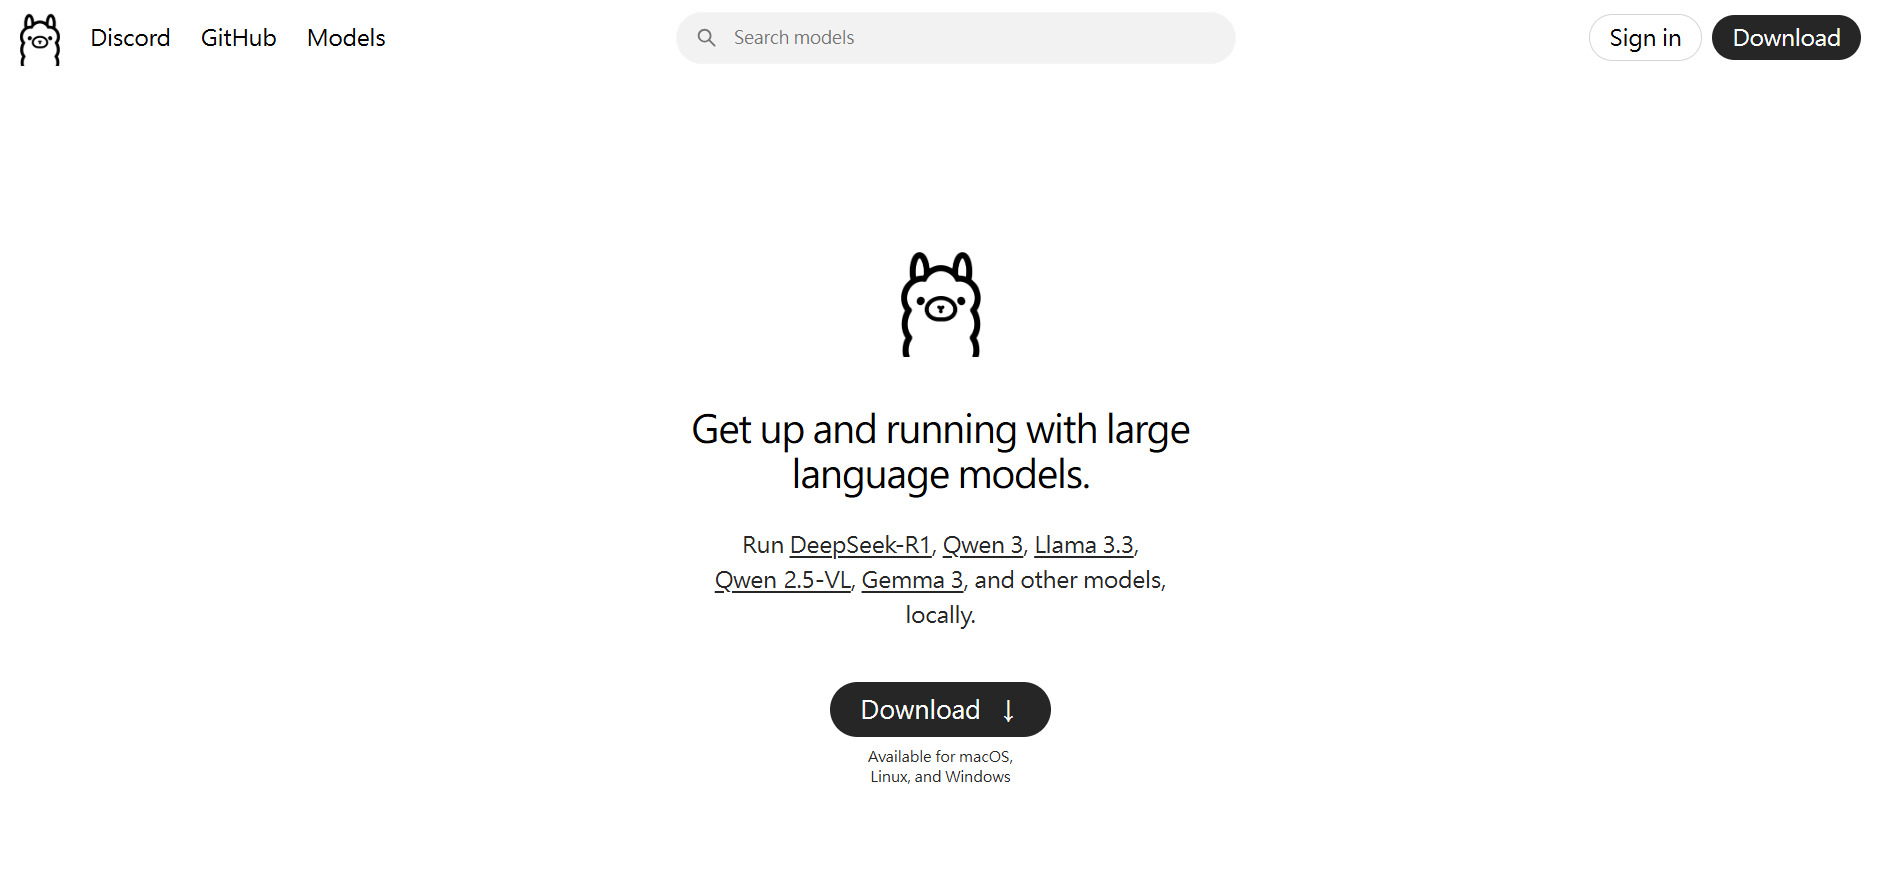 Discord GitHub Models Search models Sign in Download
Get up and running with large
language models.
Run DeepSeek-R1, Qwen 3, Llama 3.3,
Qwen 2.5-VL, Gemma 3, and other models,
locally.
Download ↓
Available for macOS,
Linux, and Windows